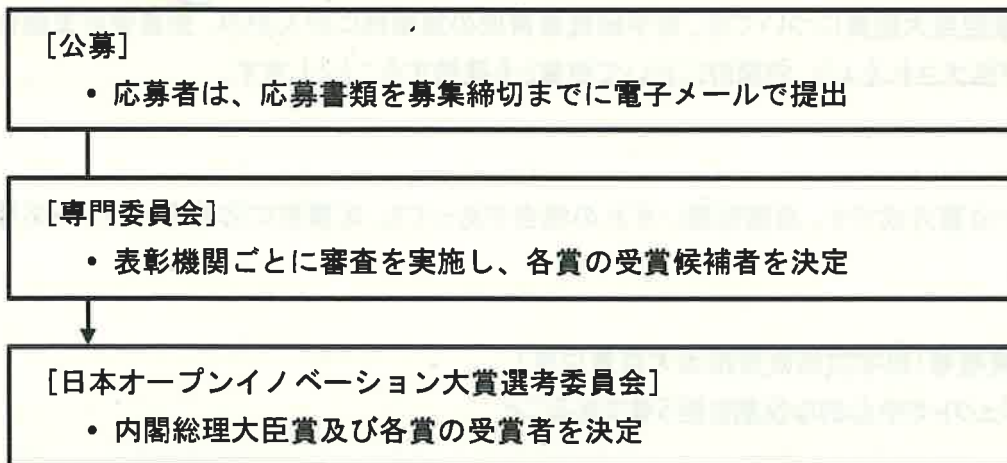 [公募]
• 応募者は、応募書類を募集締切までに電子メールで提出
[専門委員会]
• 表彰機関ごとに審査を実施し、各賞の受賞候補者を決定
[日本オープンイノベーション大賞選考委員会]
• 内閣総理大臣賞及び各賞の受賞者を決定